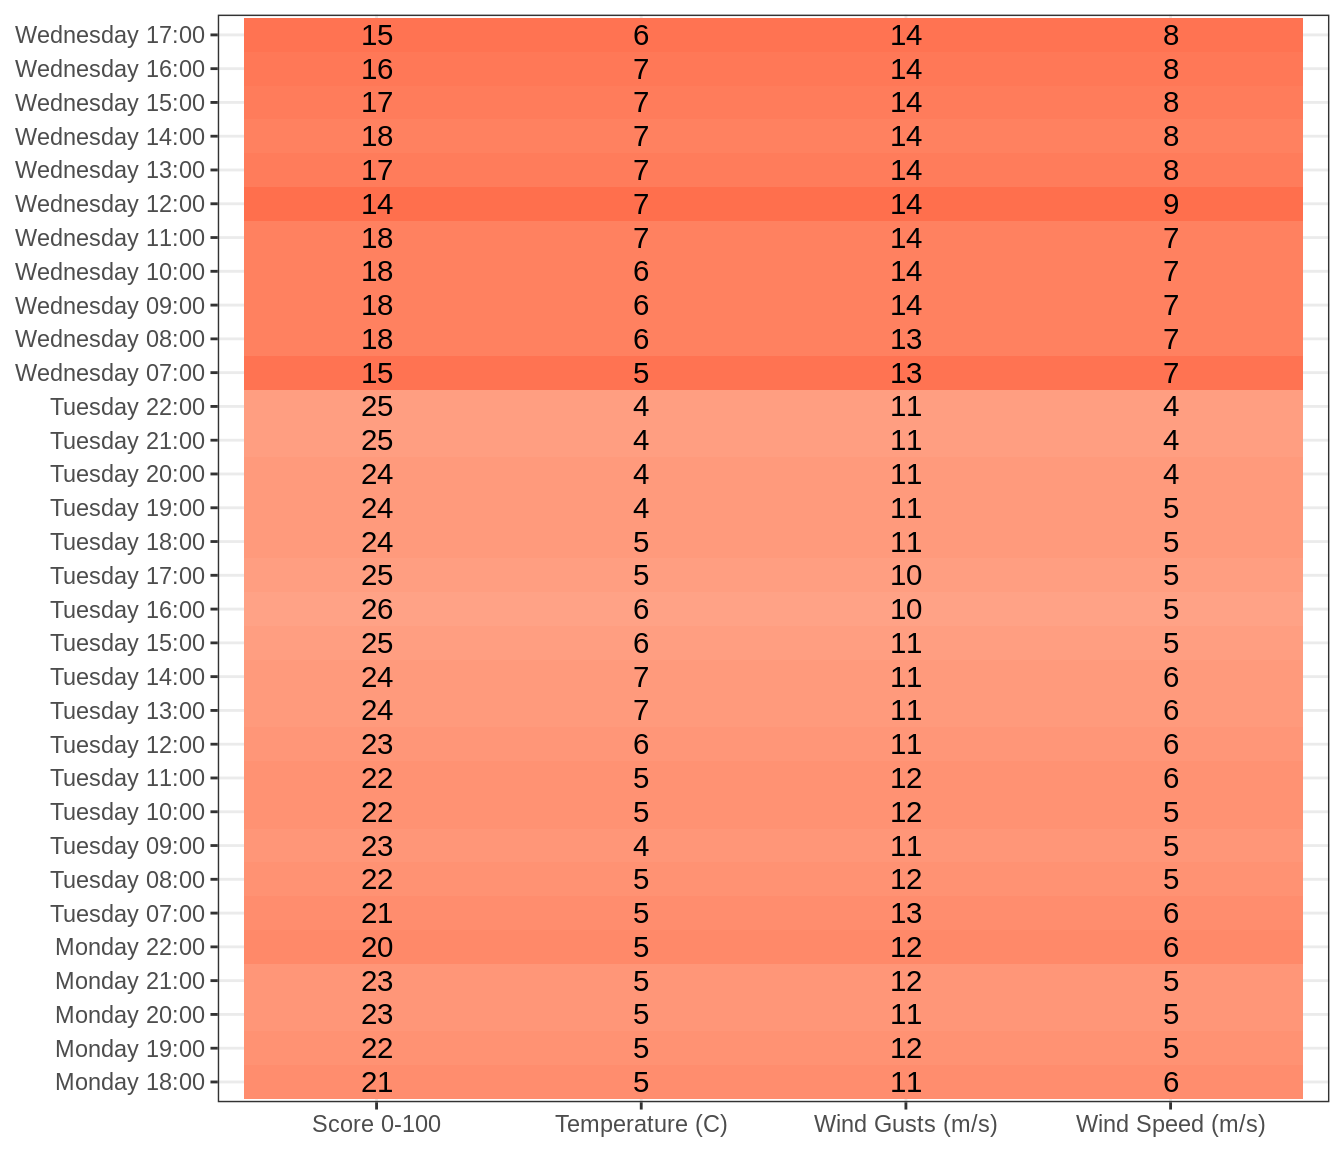 Wednesday 17:00 15 6 14 8
Wednesday 16:00 16 7 14 8
Wednesday 15:00 17 7 14 8
Wednesday 14:00 18 7 14 8
Wednesday 13:00 17 7 14 8
Wednesday 12:00 14 7 14 9
Wednesday 11:00 18 7 14 7
Wednesday 10:00 18 6 14 7
Wednesday 09:00 18 6 14 7
Wednesday 08:00 18 6 13 7
Wednesday 07:00 15 5 13 7
Tuesday 22:00 25 4 11 4
Tuesday 21:00 25 4 11 4
Tuesday 20:00 24 4 11 4
Tuesday 19:00 24 4 11 5
Tuesday 18:00 24 5 11 5
Tuesday 17:00 25 5 10 5
Tuesday 16:00 26 6 10 5
Tuesday 15:00 25 6 11 5
Tuesday 14:00 24 7 11 6
Tuesday 13:00 24 7 11 6
Tuesday 12:00 23 6 11 6
Tuesday 11:00 22 5 12 6
Tuesday 10:00 22 5 12 5
Tuesday 09:00 23 4 11 5
Tuesday 08:00 22 5 12 5
Tuesday 07:00 21 5 13 6
Monday 22:00 20 5 12 6
Monday 21:00 23 5 12 5
Monday 20:00 23 5 11 5
Monday 19:00 22 5 12 5
Monday 18:00 21 5 11 6
Score 0-100 Temperature (C) Wind Gusts (m/s) Wind Speed (m/s)